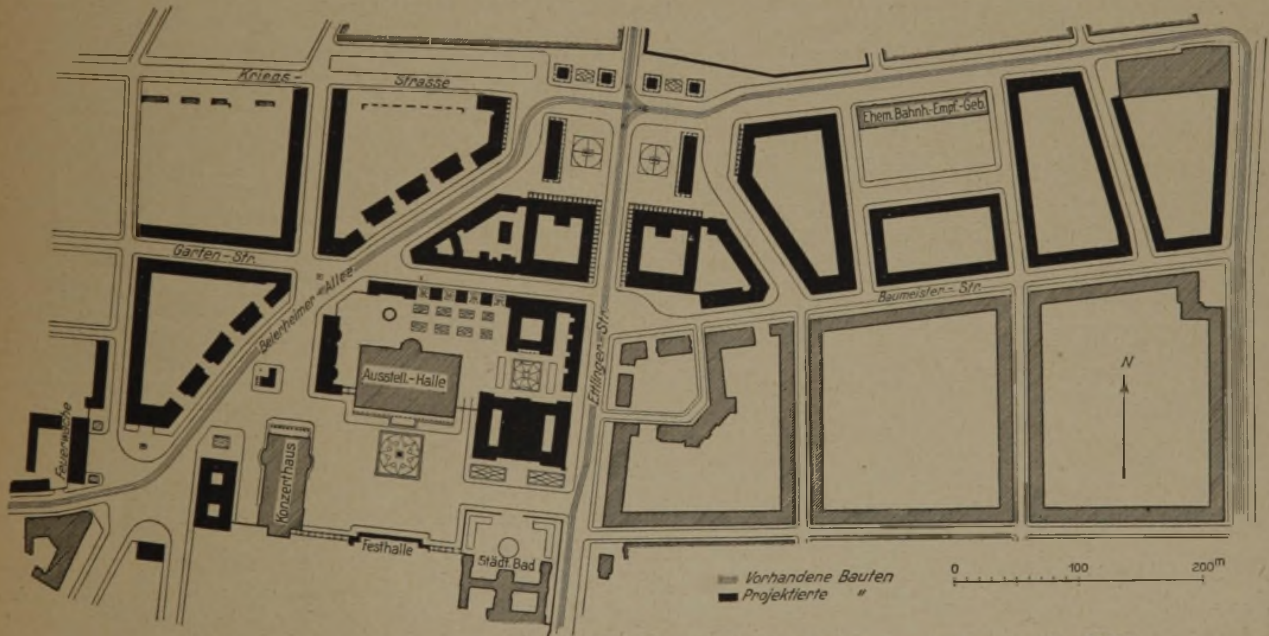 Kriegs-
Strasse
Ehem. Bahnh.-Empf.-Geb.
Garten-Str.
Beierheimer-Allee
Baumeister-Str.
Ettlinger-Str.
Ausstell.-Halle
N
Feuerwache
Konzerthaus
Festhalle
Städt. Bad
Vorhandene Bauten
Projektierte "
0 100 200m